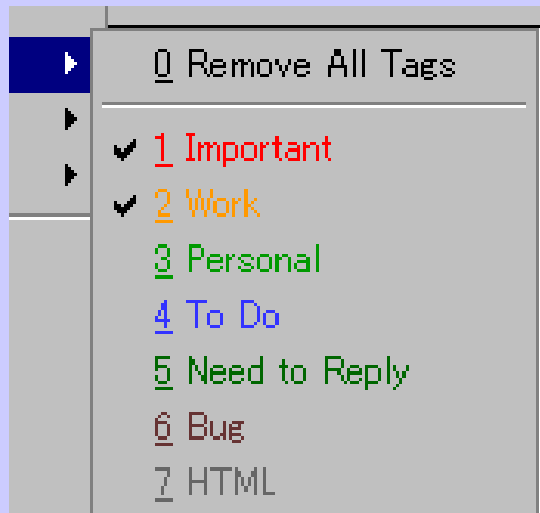 0 Remove All Tags
1 Important
2 Work
3 Personal
4 To Do
5 Need to Reply
6 Bug
7 HTML